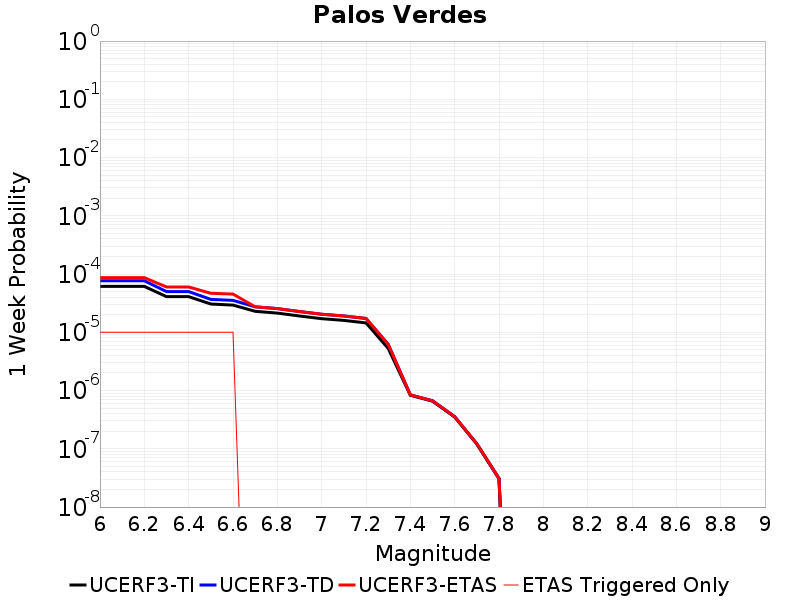 Palos Verdes
1 Week Probability
10^0
10^-1
10^-2
10^-3
10^-4
10^-5
10^-6
10^-7
10^-8
6 6.2 6.4 6.6 6.8 7 7.2 7.4 7.6 7.8 8 8.2 8.4 8.6 8.8 9
Magnitude
UCERF3-TI UCERF3-TD UCERF3-ETAS ETAS Triggered Only